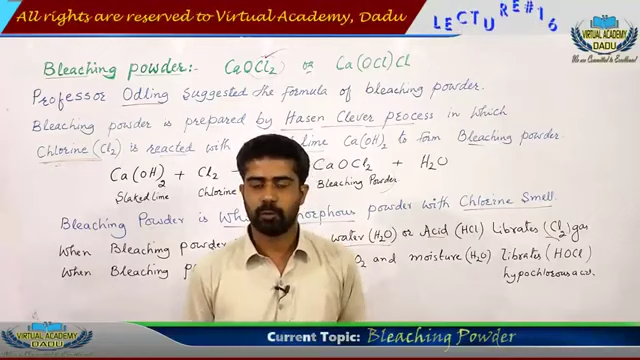 All rights are reserved to Virtual Academy, Dadu
LECTURE#16
VIRTUAL ACADEMY
DADU
We are Committed to Excellence!
Bleaching powder:- CaOCl₂ or Ca(OCl)Cl
Professor Odling suggested the formula of bleaching powder.
Bleaching powder is prepared by Hasen Clever process in which
Chlorine (Cl₂) is reacted with lime Ca(OH)₂ to form Bleaching powder.
Ca(OH)₂ + Cl₂ CaOCl₂ + H₂O
Slaked lime Chlorine Bleaching Powder
Bleaching Powder is powder with Chlorine Smell
When Bleaching powder water (H₂O) or Acid (HCl) librates (Cl₂) gas
When Bleaching and moisture (H₂O) librates (HOCl)
hypochlorous acid.
VIRTUAL ACADEMY
DADU
Current Topic: Bleaching Powder